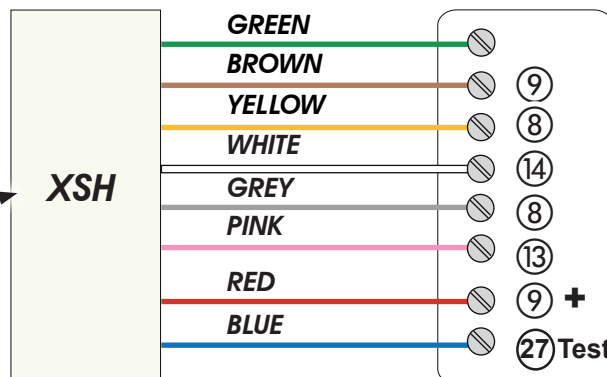 GREEN
BROWN ⑨
YELLOW ⑧
WHITE ⑭
XSH
GREY ⑧
PINK ⑬
RED ⑨ +
BLUE ㉗ Test